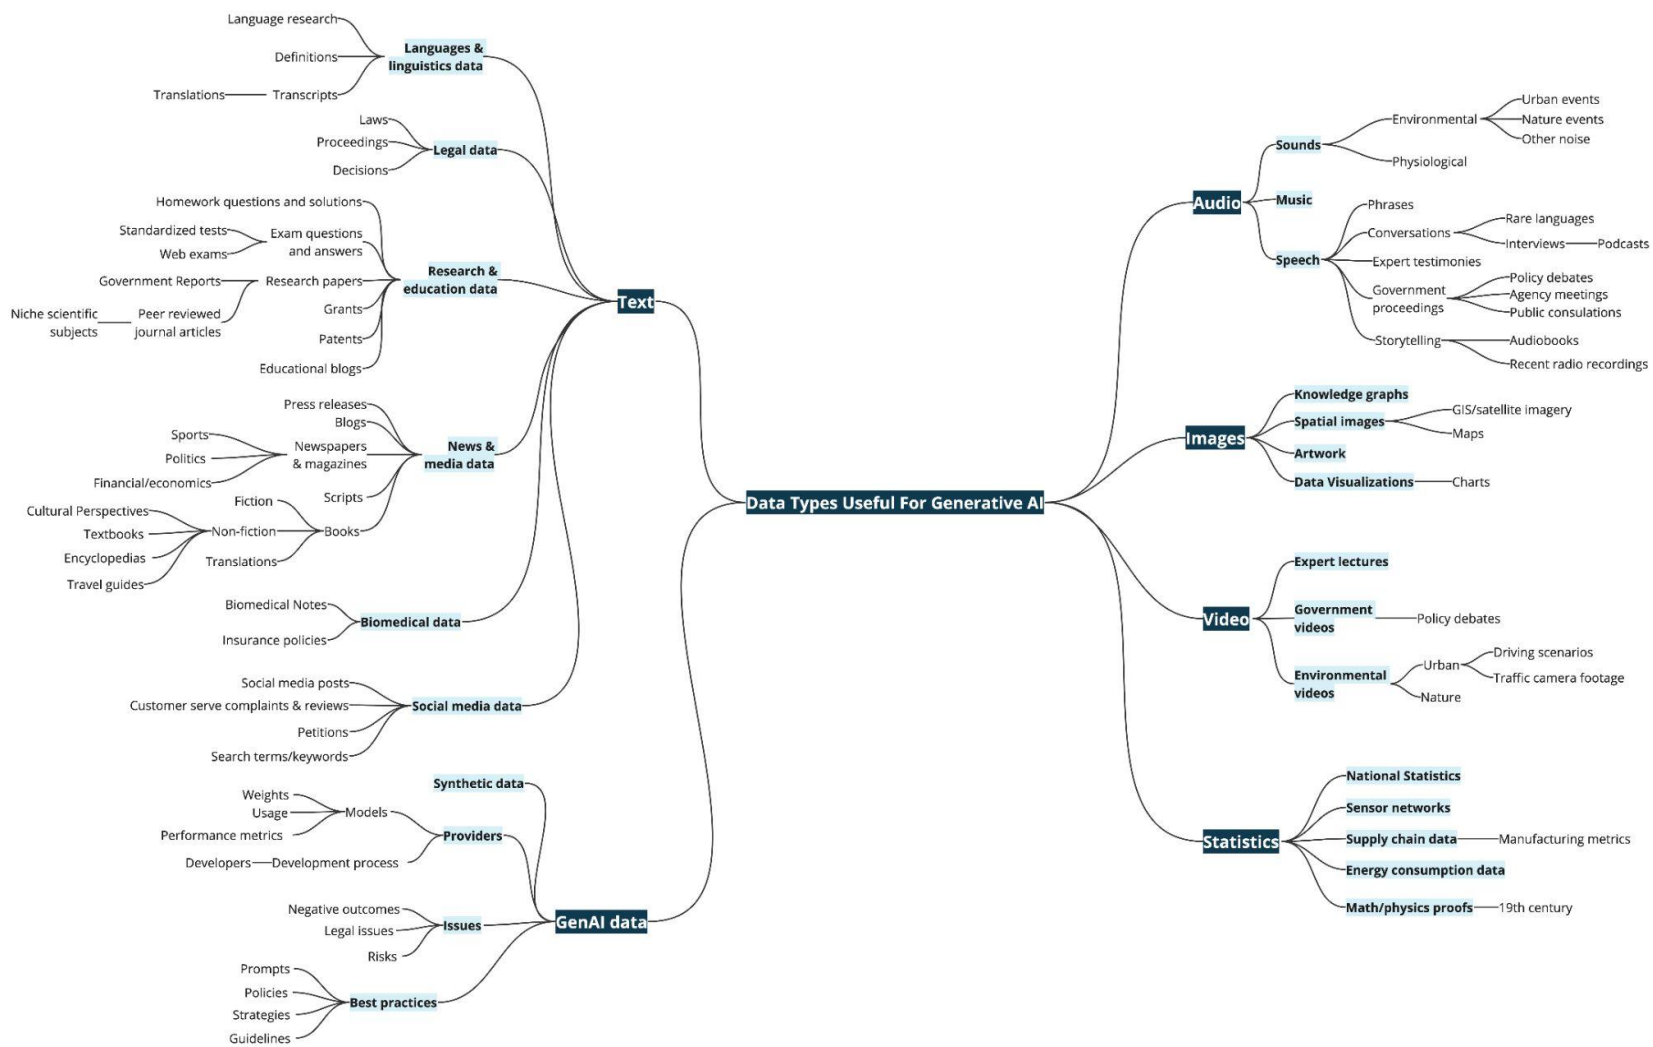 Data Types Useful For Generative AI
Text
Languages &
linguistics data
Language research
Definitions
Transcripts
Translations
Legal data
Laws
Proceedings
Decisions
Research &
education data
Homework questions and solutions
Exam questions
and answers
Standardized tests
Web exams
Research papers
Government Reports
Peer reviewed
journal articles
Niche scientific
subjects
Grants
Patents
Educational blogs
News &
media data
Press releases
Blogs
Newspapers
& magazines
Sports
Politics
Financial/economics
Scripts
Books
Fiction
Non-fiction
Cultural Perspectives
Textbooks
Encyclopedias
Travel guides
Translations
Biomedical data
Biomedical Notes
Insurance policies
Social media data
Social media posts
Customer serve complaints & reviews
Petitions
Search terms/keywords
GenAI data
Synthetic data
Providers
Models
Weights
Usage
Performance metrics
Development process
Developers
Issues
Negative outcomes
Legal issues
Risks
Best practices
Prompts
Policies
Strategies
Guidelines
Audio
Sounds
Environmental
Urban events
Nature events
Other noise
Physiological
Music
Speech
Phrases
Conversations
Rare languages
Interviews
Podcasts
Expert testimonies
Government
proceedings
Policy debates
Agency meetings
Public consulations
Storytelling
Audiobooks
Recent radio recordings
Images
Knowledge graphs
Spatial images
GIS/satellite imagery
Maps
Artwork
Data Visualizations
Charts
Video
Expert lectures
Government
videos
Policy debates
Environmental
videos
Urban
Driving scenarios
Traffic camera footage
Nature
Statistics
National Statistics
Sensor networks
Supply chain data
Manufacturing metrics
Energy consumption data
Math/physics proofs
19th century